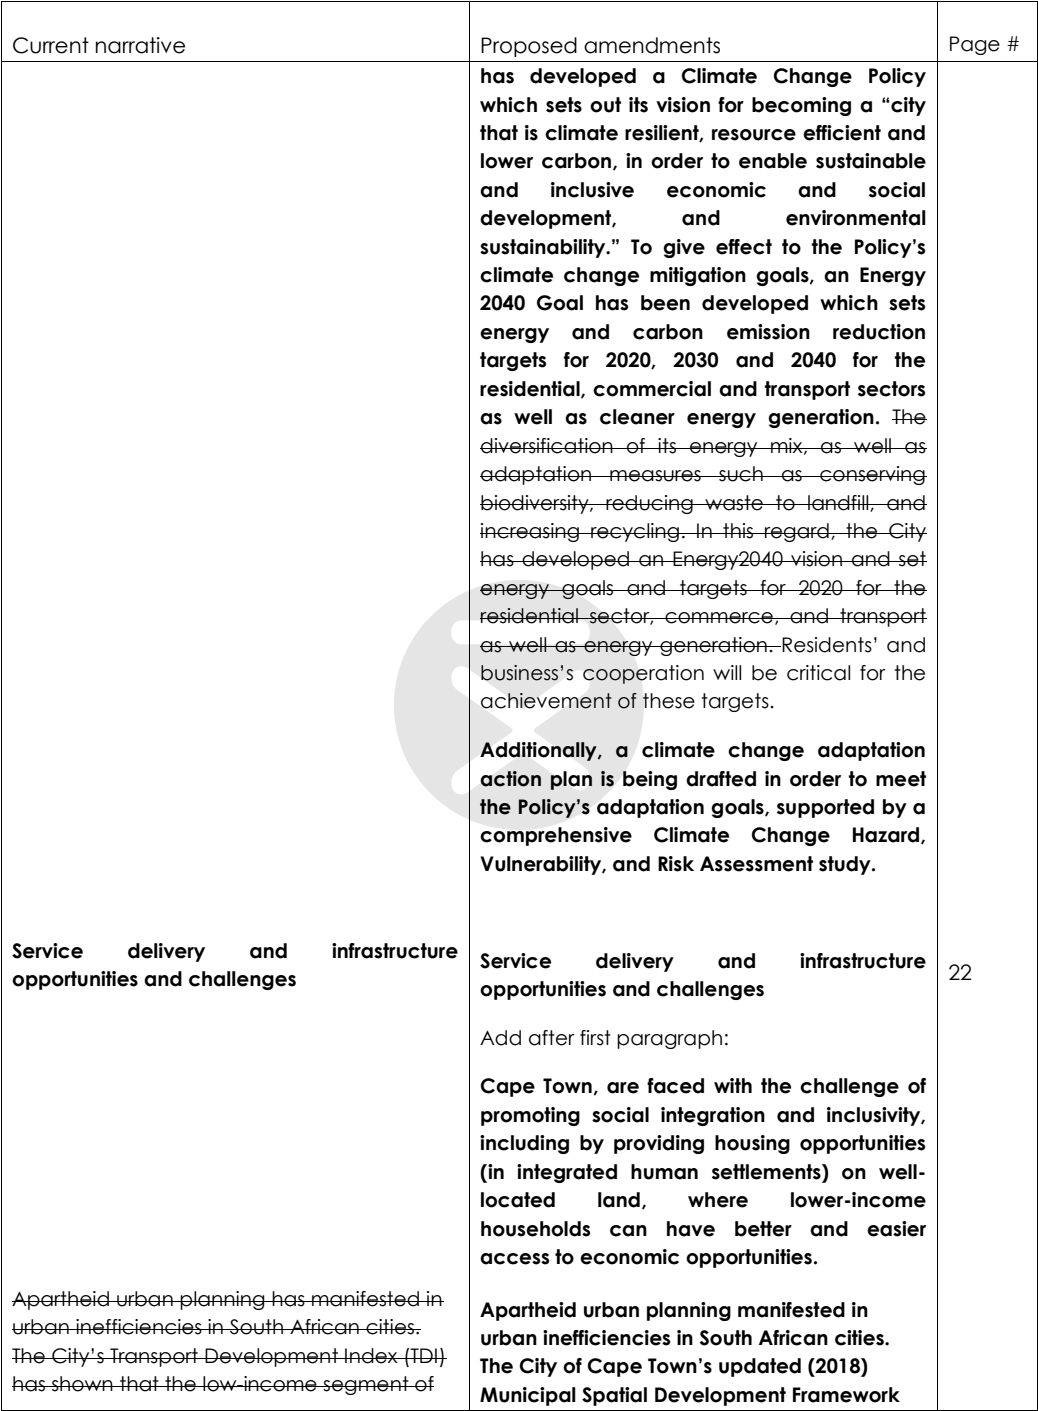 Current narrative
Proposed amendments
Page #
has developed a Climate Change Policy
which sets out its vision for becoming a “city
that is climate resilient, resource efficient and
lower carbon, in order to enable sustainable
and inclusive economic and social
development, and environmental
sustainability.” To give effect to the Policy’s
climate change mitigation goals, an Energy
2040 Goal has been developed which sets
energy and carbon emission reduction
targets for 2020, 2030 and 2040 for the
residential, commercial and transport sectors
as well as cleaner energy generation. The
diversification of its energy mix, as well as
adaptation measures such as conserving
biodiversity, reducing waste to landfill, and
increasing recycling. In this regard, the City
has developed an Energy2040 vision and set
energy goals and targets for 2020 for the
residential sector, commerce, and transport
as well as energy generation. Residents’ and
business’s cooperation will be critical for the
achievement of these targets.
Additionally, a climate change adaptation
action plan is being drafted in order to meet
the Policy’s adaptation goals, supported by a
comprehensive Climate Change Hazard,
Vulnerability, and Risk Assessment study.
Service delivery and infrastructure
opportunities and challenges
Service delivery and infrastructure
opportunities and challenges
22
Add after first paragraph:
Cape Town, are faced with the challenge of
promoting social integration and inclusivity,
including by providing housing opportunities
(in integrated human settlements) on well-
located land, where lower-income
households can have better and easier
access to economic opportunities.
Apartheid urban planning has manifested in
urban inefficiencies in South African cities.
The City’s Transport Development Index (TDI)
has shown that the low-income segment of
Apartheid urban planning manifested in
urban inefficiencies in South African cities.
The City of Cape Town’s updated (2018)
Municipal Spatial Development Framework